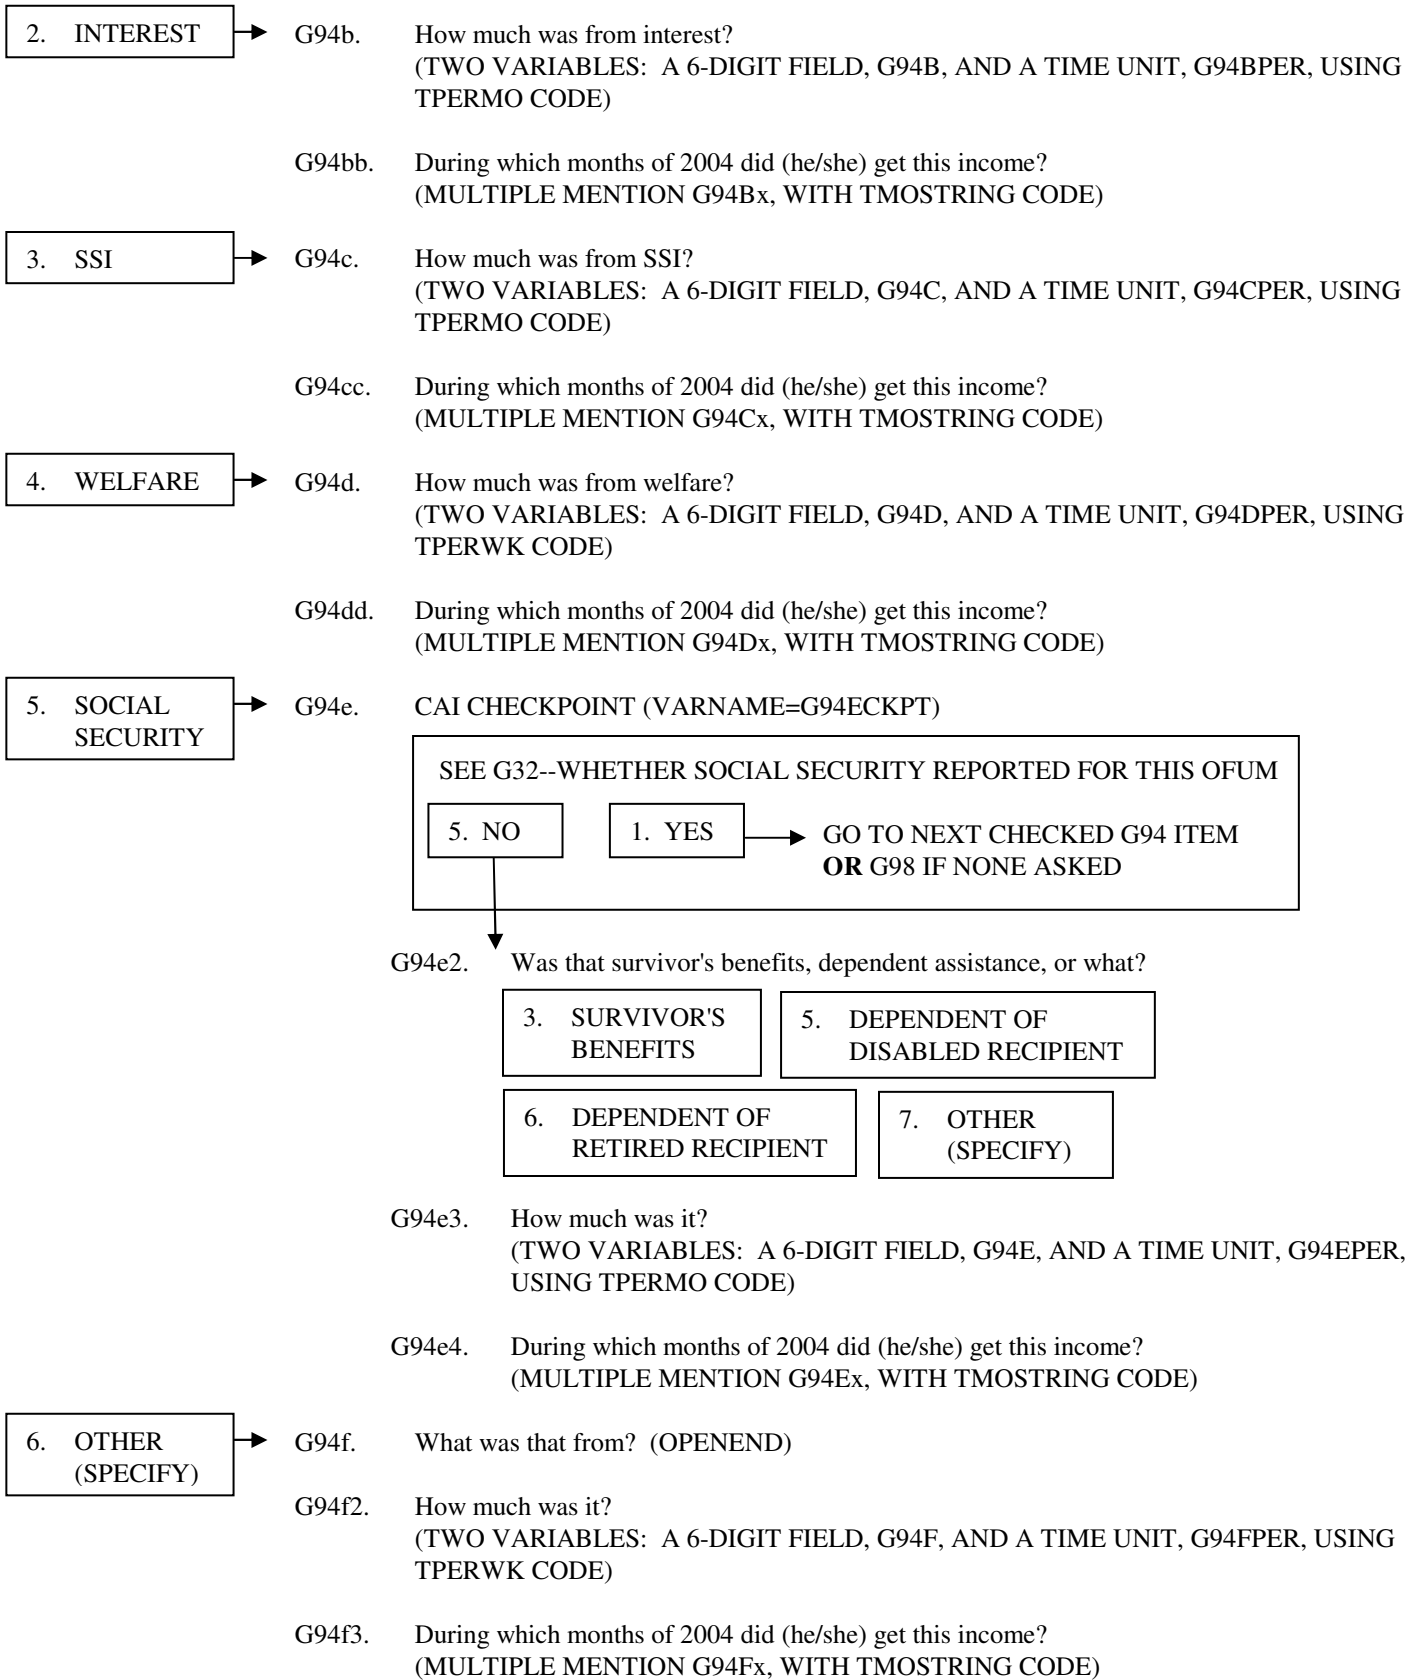 2. INTEREST G94b. How much was from interest?
(TWO VARIABLES: A 6-DIGIT FIELD, G94B, AND A TIME UNIT, G94BPER, USING
TPERMO CODE)
G94bb. During which months of 2004 did (he/she) get this income?
(MULTIPLE MENTION G94Bx, WITH TMOSTRING CODE)
3. SSI G94c. How much was from SSI?
(TWO VARIABLES: A 6-DIGIT FIELD, G94C, AND A TIME UNIT, G94CPER, USING
TPERMO CODE)
G94cc. During which months of 2004 did (he/she) get this income?
(MULTIPLE MENTION G94Cx, WITH TMOSTRING CODE)
4. WELFARE G94d. How much was from welfare?
(TWO VARIABLES: A 6-DIGIT FIELD, G94D, AND A TIME UNIT, G94DPER, USING
TPERWK CODE)
G94dd. During which months of 2004 did (he/she) get this income?
(MULTIPLE MENTION G94Dx, WITH TMOSTRING CODE)
5. SOCIAL G94e. CAI CHECKPOINT (VARNAME=G94ECKPT)
SECURITY
SEE G32--WHETHER SOCIAL SECURITY REPORTED FOR THIS OFUM
5. NO 1. YES GO TO NEXT CHECKED G94 ITEM
OR G98 IF NONE ASKED
G94e2. Was that survivor's benefits, dependent assistance, or what?
3. SURVIVOR'S 5. DEPENDENT OF
BENEFITS DISABLED RECIPIENT
6. DEPENDENT OF 7. OTHER
RETIRED RECIPIENT (SPECIFY)
G94e3. How much was it?
(TWO VARIABLES: A 6-DIGIT FIELD, G94E, AND A TIME UNIT, G94EPER,
USING TPERMO CODE)
G94e4. During which months of 2004 did (he/she) get this income?
(MULTIPLE MENTION G94Ex, WITH TMOSTRING CODE)
6. OTHER G94f. What was that from? (OPENEND)
(SPECIFY)
G94f2. How much was it?
(TWO VARIABLES: A 6-DIGIT FIELD, G94F, AND A TIME UNIT, G94FPER, USING
TPERWK CODE)
G94f3. During which months of 2004 did (he/she) get this income?
(MULTIPLE MENTION G94Fx, WITH TMOSTRING CODE)